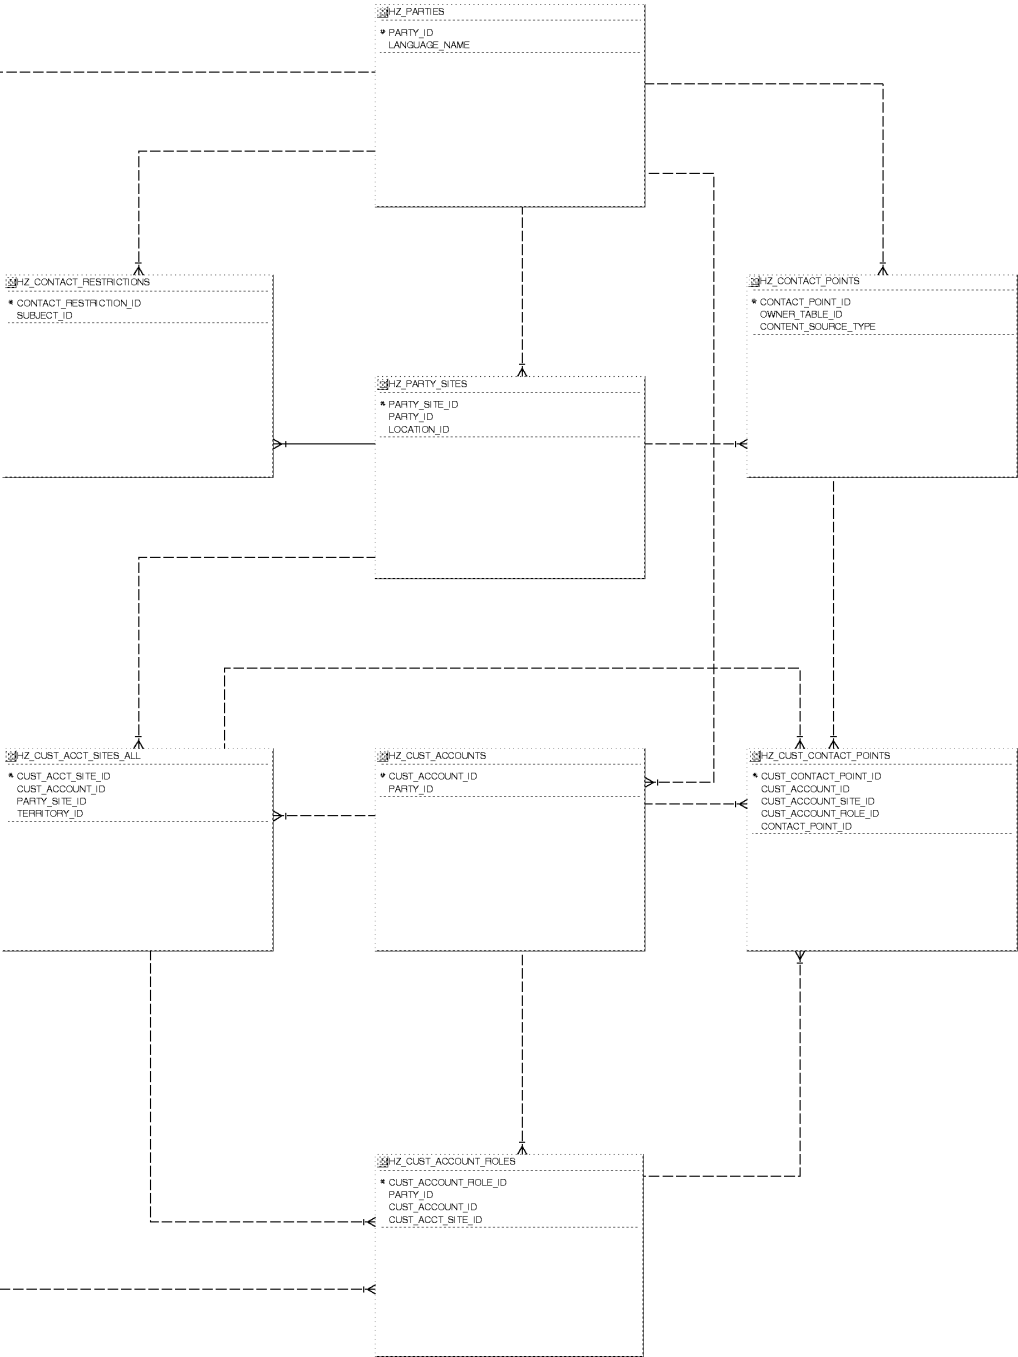 HZ_PARTIES
PARTY_ID
LANGUAGE_NAME
HZ_CONTACT_RESTRICTIONS
* CONTACT_RESTRICTION_ID
SUBJECT_ID
HZ_CONTACT_POINTS
* CONTACT_POINT_ID
OWNER_TABLE_ID
CONTENT_SOURCE_TYPE
HZ_PARTY_SITES
* PARTY_SITE_ID
PARTY_ID
LOCATION_ID
HZ_CUST_ACCT_SITES_ALL
* CUST_ACCT_SITE_ID
CUST_ACCOUNT_ID
PARTY_SITE_ID
TERRITORY_ID
HZ_CUST_ACCOUNTS
* CUST_ACCOUNT_ID
PARTY_ID
HZ_CUST_CONTACT_POINTS
* CUST_CONTACT_POINT_ID
CUST_ACCOUNT_ID
CUST_ACCOUNT_SITE_ID
CUST_ACCOUNT_ROLE_ID
CONTACT_POINT_ID
HZ_CUST_ACCOUNT_ROLES
* CUST_ACCOUNT_ROLE_ID
PARTY_ID
CUST_ACCOUNT_ID
CUST_ACCT_SITE_ID